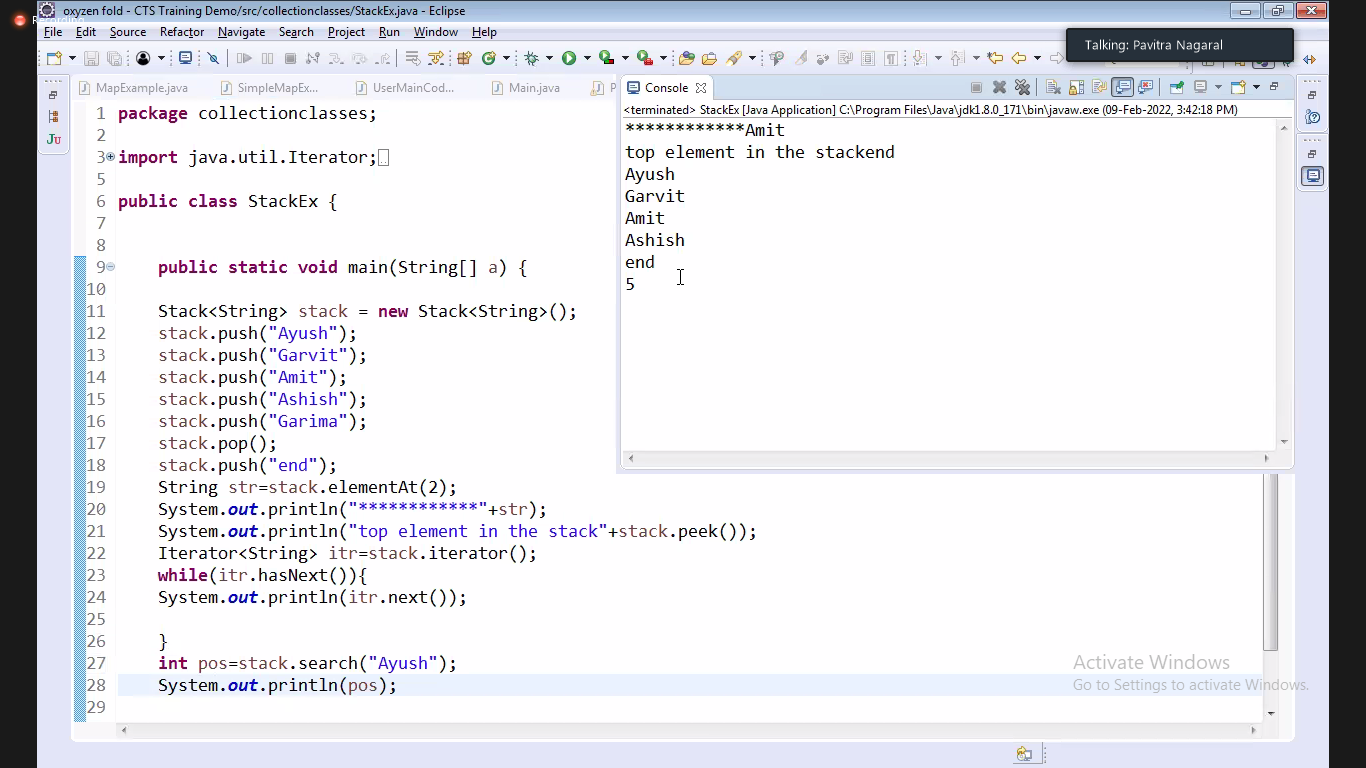 oxyzen fold - CTS Training Demo/src/collectionclasses/StackEx.java - Eclipse
File Edit Source Refactor Navigate Search Project Run Window Help
Talking: Pavitra Nagaral
MapExample.java SimpleMapEx... UserMainCod... Main.java P
Console
<terminated> StackEx [Java Application] C:\Program Files\Java\jdk1.8.0_171\bin\javaw.exe (09-Feb-2022, 3:42:18 PM)
************Amit
top element in the stackend
Ayush
Garvit
Amit
Ashish
end
5
1 package collectionclasses;
2
3 import java.util.Iterator;
5
6 public class StackEx {
7
8
9 public static void main(String[] a) {
10
11 Stack<String> stack = new Stack<String>();
12 stack.push("Ayush");
13 stack.push("Garvit");
14 stack.push("Amit");
15 stack.push("Ashish");
16 stack.push("Garima");
17 stack.pop();
18 stack.push("end");
19 String str=stack.elementAt(2);
20 System.out.println("************"+str);
21 System.out.println("top element in the stack"+stack.peek());
22 Iterator<String> itr=stack.iterator();
23 while(itr.hasNext()){
24 System.out.println(itr.next());
25
26 }
27 int pos=stack.search("Ayush");
28 System.out.println(pos);
29
Activate Windows
Go to Settings to activate Windows.